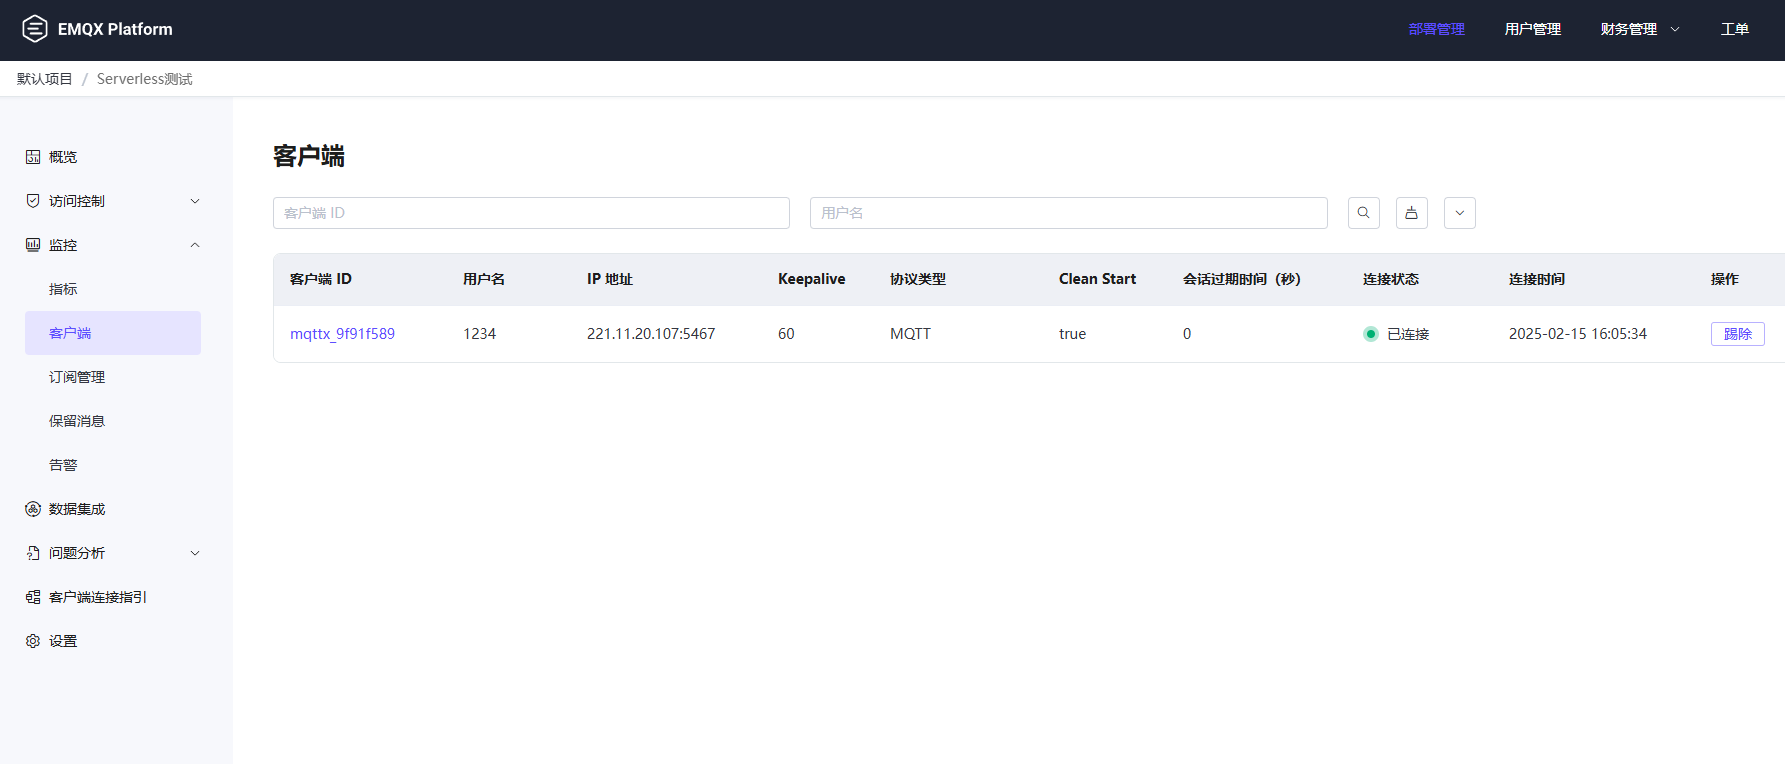 EMQX Platform
部署管理
用户管理
财务管理
工单
默认项目 / Serverless测试
概览
访问控制
监控
指标
客户端
订阅管理
保留消息
告警
数据集成
问题分析
客户端连接指引
设置
客户端
客户端 ID
用户名
客户端 ID 用户名 IP 地址 Keepalive 协议类型 Clean Start 会话过期时间（秒） 连接状态 连接时间 操作
mqttx_9f91f589 1234 221.11.20.107:5467 60 MQTT true 0 已连接 2025-02-15 16:05:34 踢除